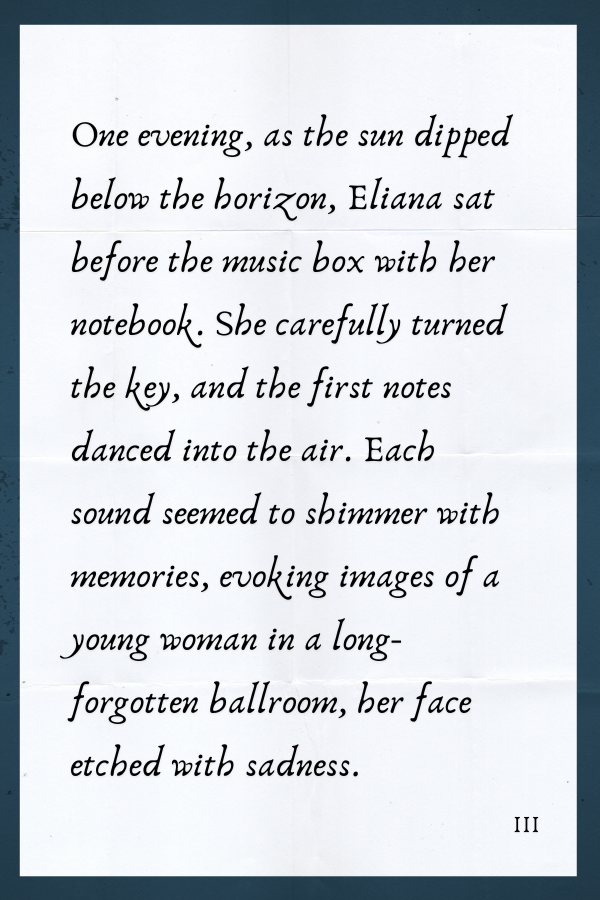 One evening, as the sun dipped
below the horizon, Eliana sat
before the music box with her
notebook. She carefully turned
the key, and the first notes
danced into the air. Each
sound seemed to shimmer with
memories, evoking images of a
young woman in a long-
forgotten ballroom, her face
etched with sadness.
III